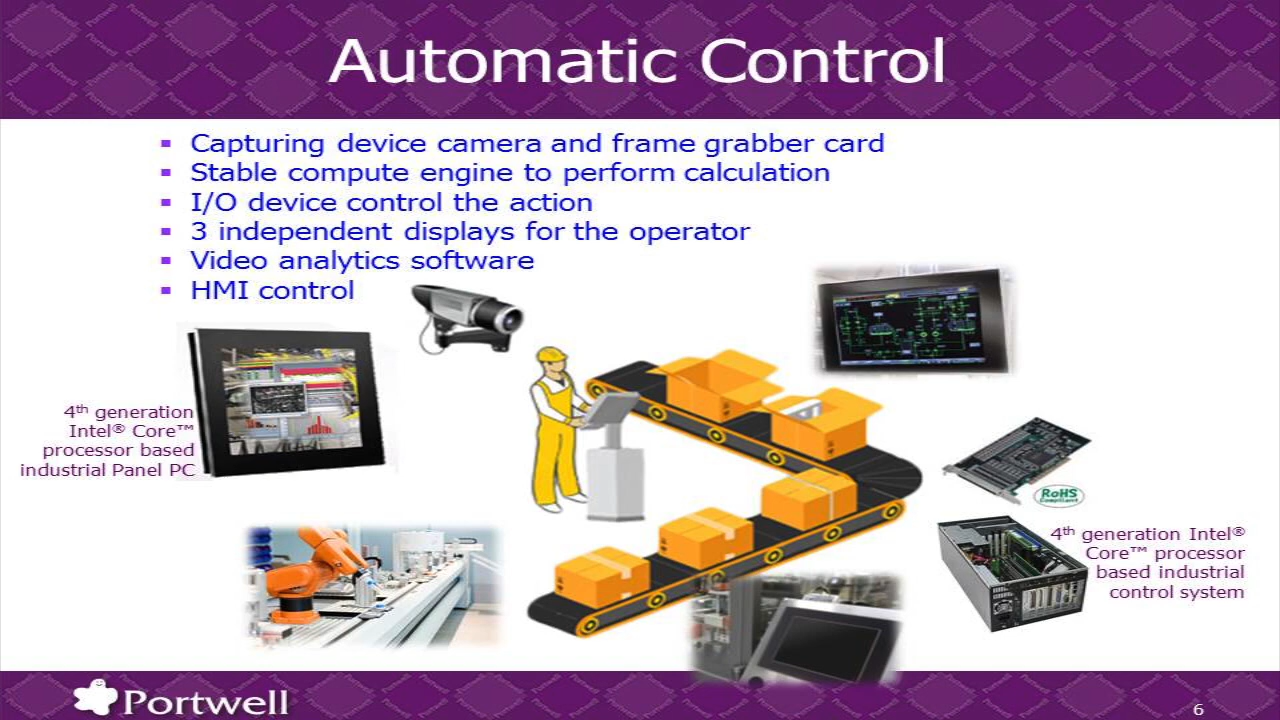 Automatic Control
Capturing device camera and frame grabber card
Stable compute engine to perform calculation
I/O device control the action
3 independent displays for the operator
Video analytics software
HMI control
4th generation
Intel® Core™
processor based
industrial Panel PC
RoHS
Compliant
4th generation Intel®
Core™ processor
based industrial
control system
Portwell
6